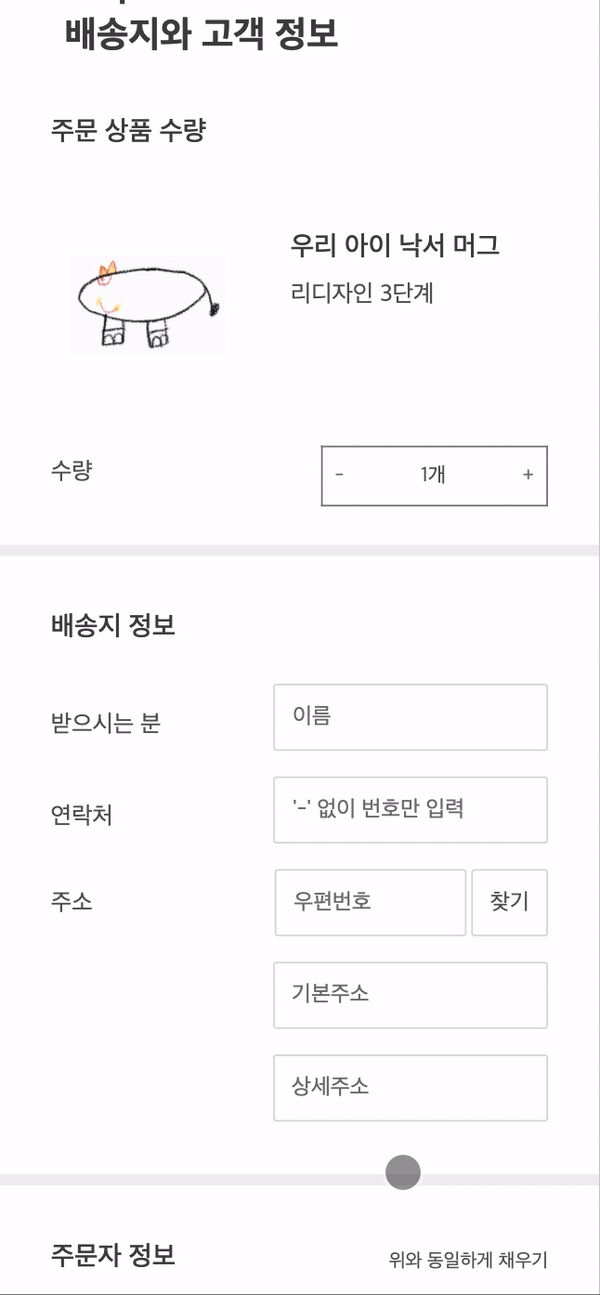 배송지와 고객 정보
주문 상품 수량
우리 아이 낙서 머그
리디자인 3단계
수량
- 1개 +
배송지 정보
받으시는 분
이름
연락처
'-' 없이 번호만 입력
주소
우편번호
찾기
기본주소
상세주소
주문자 정보
위와 동일하게 채우기